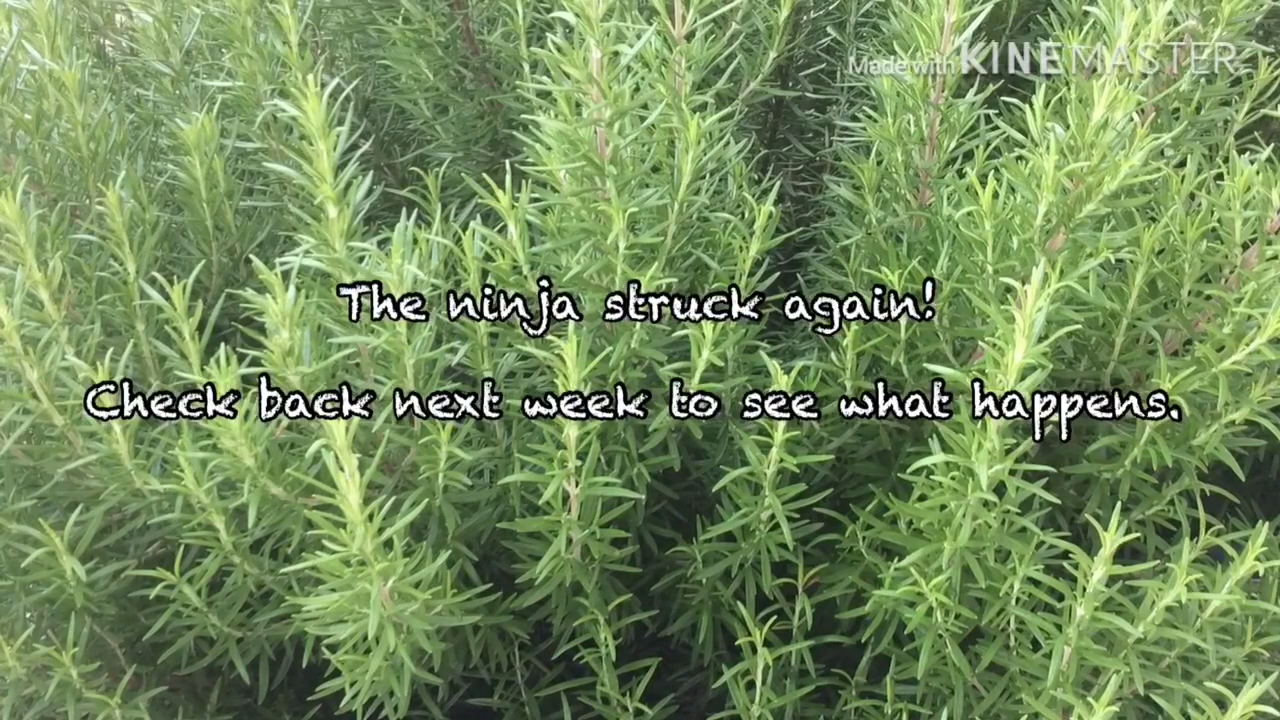 Made with KINEMASTER
The ninja struck again!
Check back next week to see what happens.